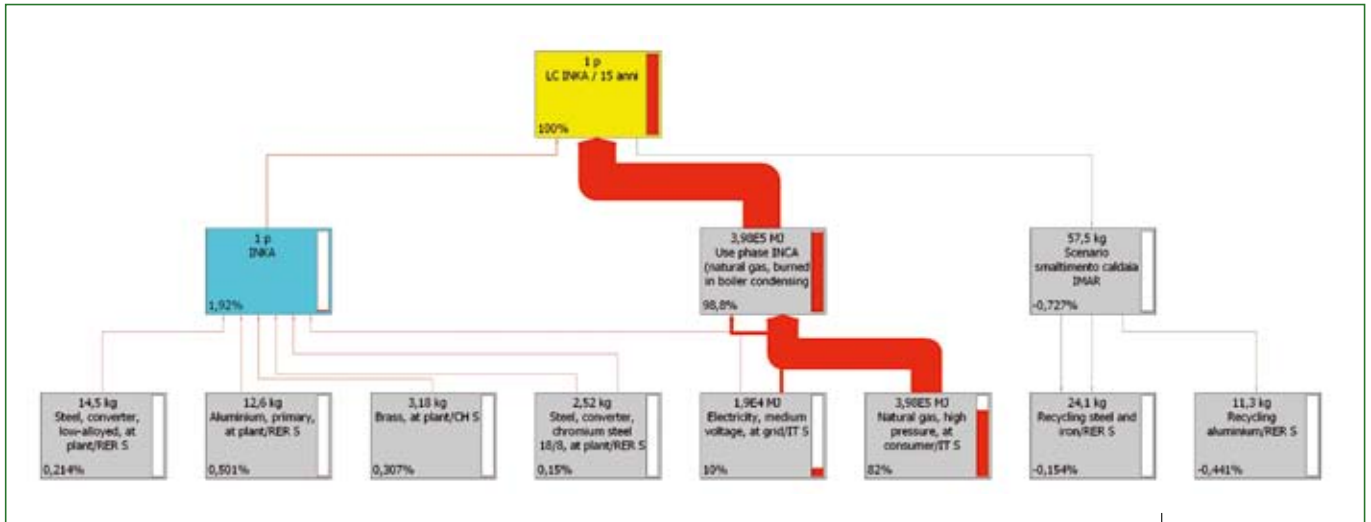 1 p
LC INKA / 15 anni
100%
1 p
INKA
1,92%
3,98E5 MJ
Use phase INCA
(natural gas, burned
in boiler condensing
98,8%
57,5 kg
Scenario
smaltimento caldaia
IMAR
-0,727%
14,5 kg
Steel, converter,
low-alloyed, at
plant/RER S
0,214%
12,6 kg
Aluminium, primary,
at plant/RER S
0,501%
3,18 kg
Brass, at plant/CH S
0,307%
2,52 kg
Steel, converter,
chromium steel
18/8, at plant/RER S
0,15%
1,9E4 MJ
Electricity, medium
voltage, at grid/IT S
10%
3,98E5 MJ
Natural gas, high
pressure, at
consumer/IT S
82%
24,1 kg
Recycling steel and
iron/RER S
-0,154%
11,3 kg
Recycling
aluminium/RER S
-0,441%